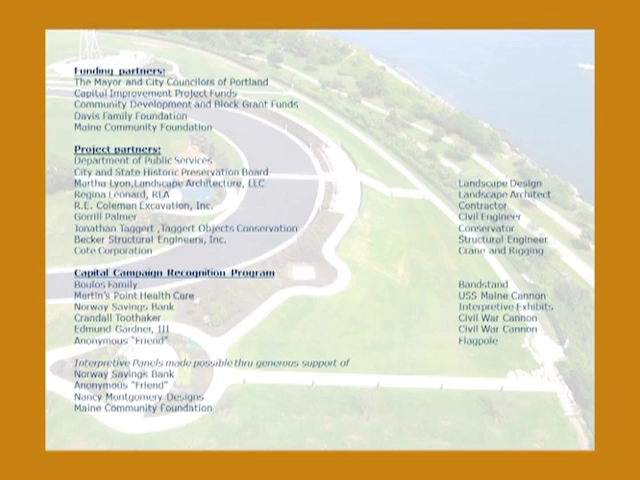 Funding partners:
The Mayor and City Councilors of Portland
Capital Improvement Project Funds
Community Development and Block Grant Funds
Davis Family Foundation
Maine Community Foundation
Project partners:
Department of Public Services
City and State Historic Preservation Board
Martha Lyon,Landscape Architecture, LLC Landscape Design
Regina Leonard, RLA Landscape Architect
R.E. Coleman Excavation, Inc. Contractor
Gorrill Palmer Civil Engineer
Jonathan Taggert ,Taggert Objects Conservation Conservator
Becker Structural Engineers, Inc. Structural Engineer
Cote Corporation Crane and Rigging
Capital Campaign Recognition Program
Boulos Family Bandstand
Martin's Point Health Care USS Maine Cannon
Norway Savings Bank Interpretive Exhibits
Crandall Toothaker Civil War Cannon
Edmund Gardner, III Civil War Cannon
Anonymous "Friend" Flagpole
Interpretive Panels made possible thru generous support of
Norway Savings Bank
Anonymous "Friend"
Nancy Montgomery Designs
Maine Community Foundation